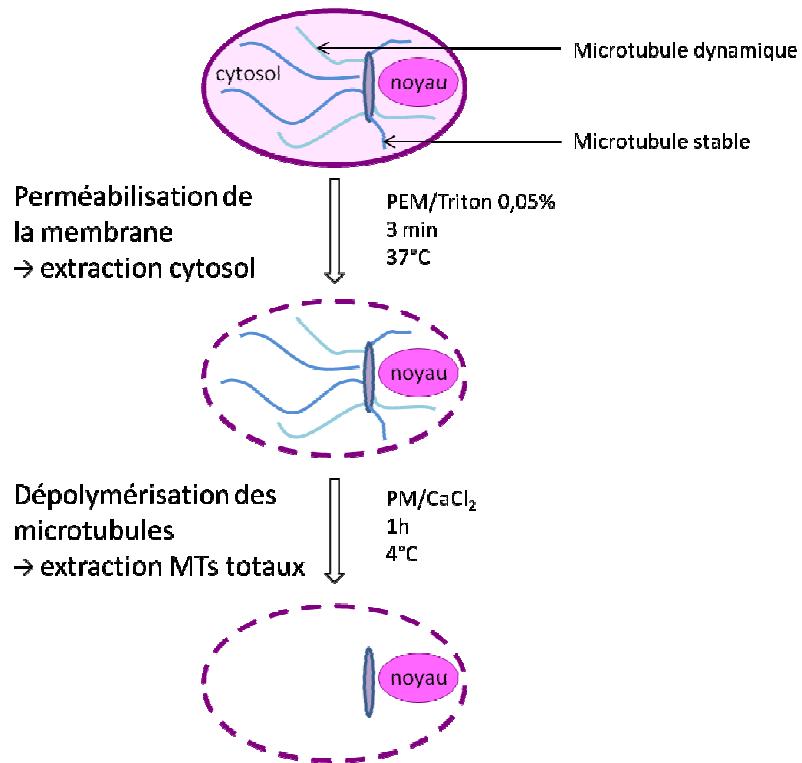 Microtubule dynamique
cytosol
noyau
Microtubule stable
Perméabilisation de
la membrane
→ extraction cytosol
PEM/Triton 0,05%
3 min
37°C
noyau
Dépolymérisation des
microtubules
→ extraction MTs totaux
PM/CaCl₂
1h
4°C
noyau